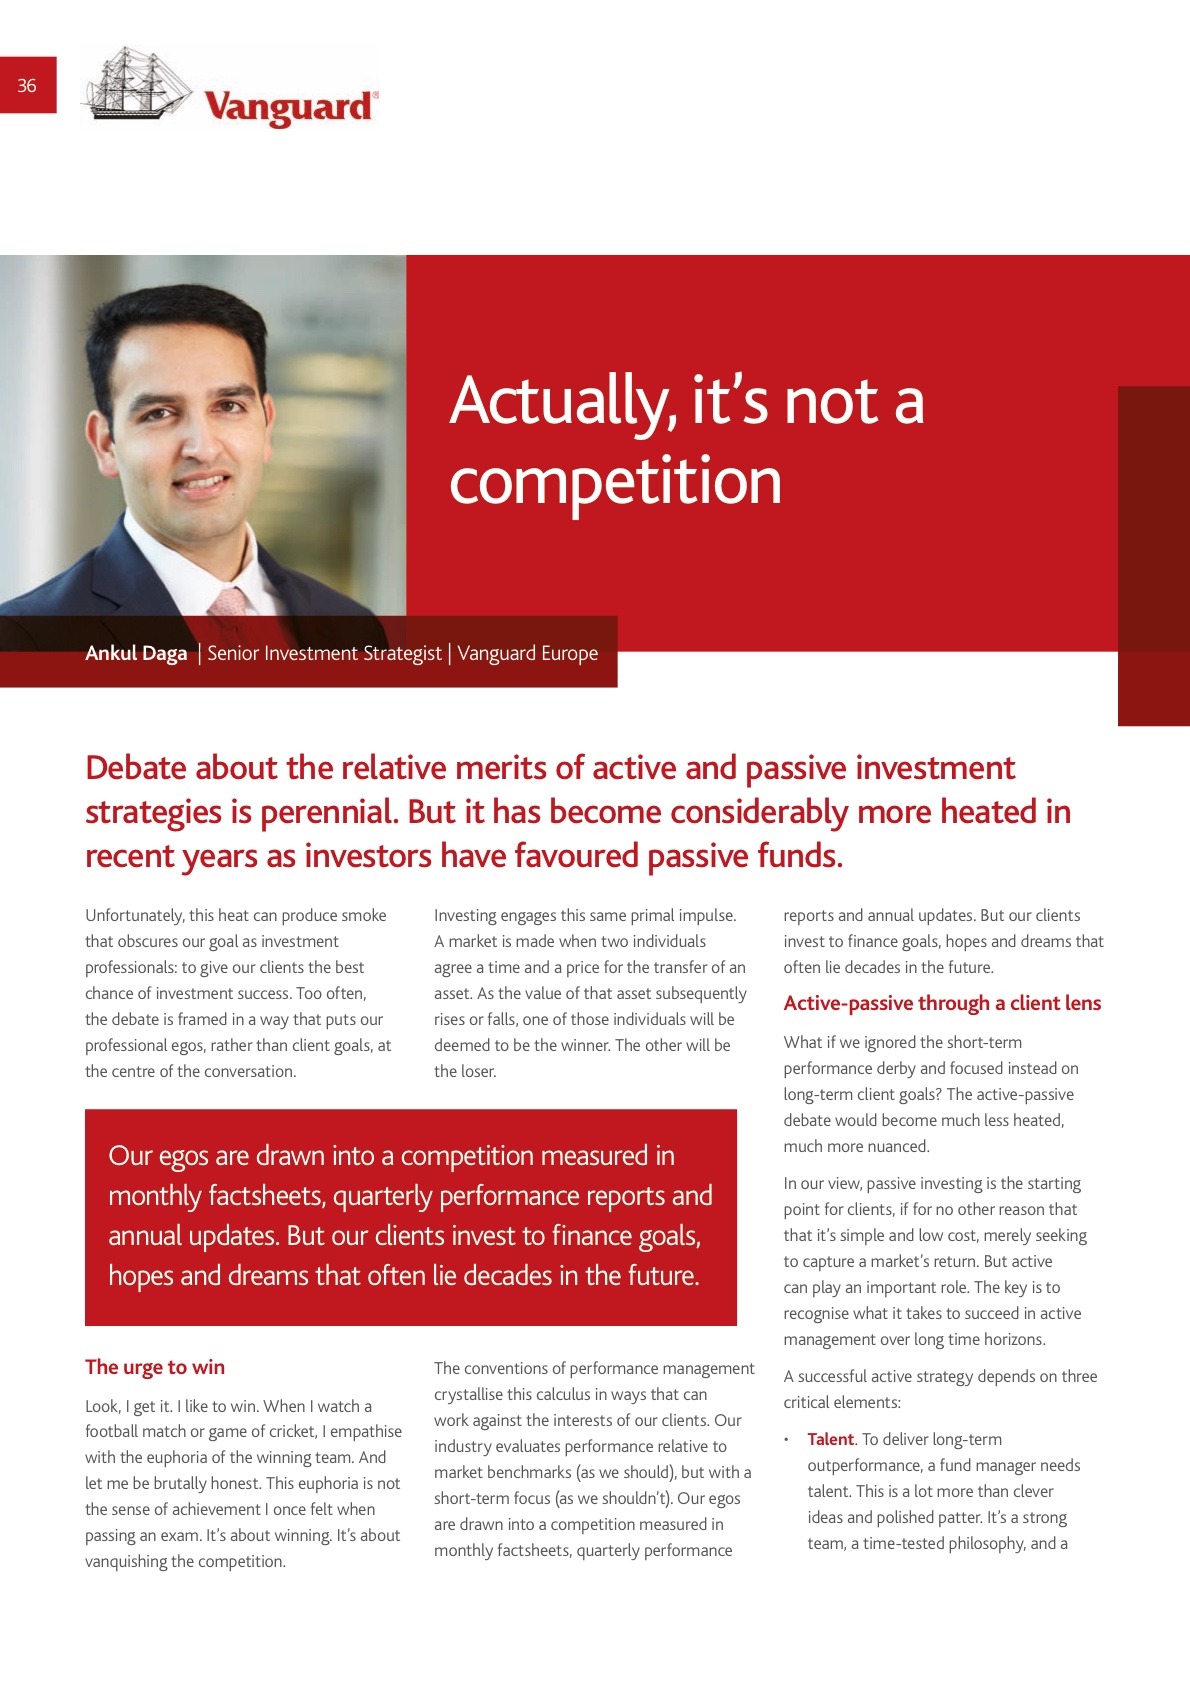 36
Vanguard®
Actually, it’s not a
competition
Ankul Daga | Senior Investment Strategist | Vanguard Europe
Debate about the relative merits of active and passive investment
strategies is perennial. But it has become considerably more heated in
recent years as investors have favoured passive funds.
Unfortunately, this heat can produce smoke
that obscures our goal as investment
professionals: to give our clients the best
chance of investment success. Too often,
the debate is framed in a way that puts our
professional egos, rather than client goals, at
the centre of the conversation.
Our egos are drawn into a competition measured in
monthly factsheets, quarterly performance reports and
annual updates. But our clients invest to finance goals,
hopes and dreams that often lie decades in the future.
The urge to win
Look, I get it. I like to win. When I watch a
football match or game of cricket, I empathise
with the euphoria of the winning team. And
let me be brutally honest. This euphoria is not
the sense of achievement I once felt when
passing an exam. It’s about winning. It’s about
vanquishing the competition.
Investing engages this same primal impulse.
A market is made when two individuals
agree a time and a price for the transfer of an
asset. As the value of that asset subsequently
rises or falls, one of those individuals will be
deemed to be the winner. The other will be
the loser.
The conventions of performance management
crystallise this calculus in ways that can
work against the interests of our clients. Our
industry evaluates performance relative to
market benchmarks (as we should), but with a
short-term focus (as we shouldn’t). Our egos
are drawn into a competition measured in
monthly factsheets, quarterly performance
reports and annual updates. But our clients
invest to finance goals, hopes and dreams that
often lie decades in the future.
Active-passive through a client lens
What if we ignored the short-term
performance derby and focused instead on
long-term client goals? The active-passive
debate would become much less heated,
much more nuanced.
In our view, passive investing is the starting
point for clients, if for no other reason that
that it’s simple and low cost, merely seeking
to capture a market’s return. But active
can play an important role. The key is to
recognise what it takes to succeed in active
management over long time horizons.
A successful active strategy depends on three
critical elements:
• Talent. To deliver long-term
outperformance, a fund manager needs
talent. This is a lot more than clever
ideas and polished patter. It’s a strong
team, a time-tested philosophy, and a